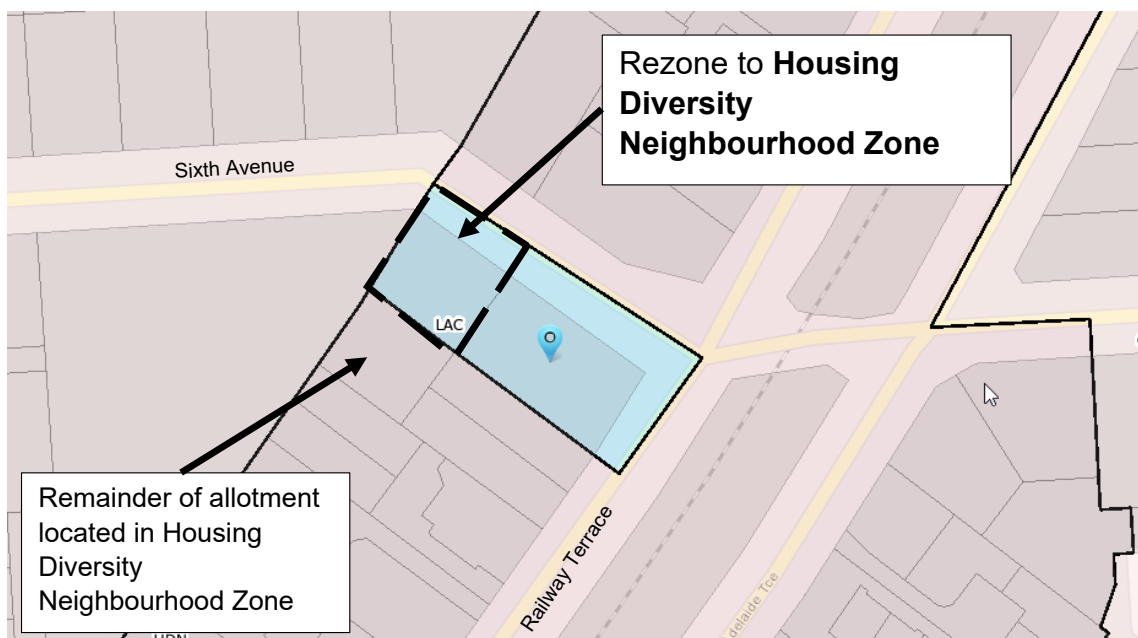 Rezone to Housing
Diversity
Neighbourhood Zone
Sixth Avenue
LAC
O
Remainder of allotment
located in Housing
Diversity
Neighbourhood Zone
Railway Terrace
delaide Tce